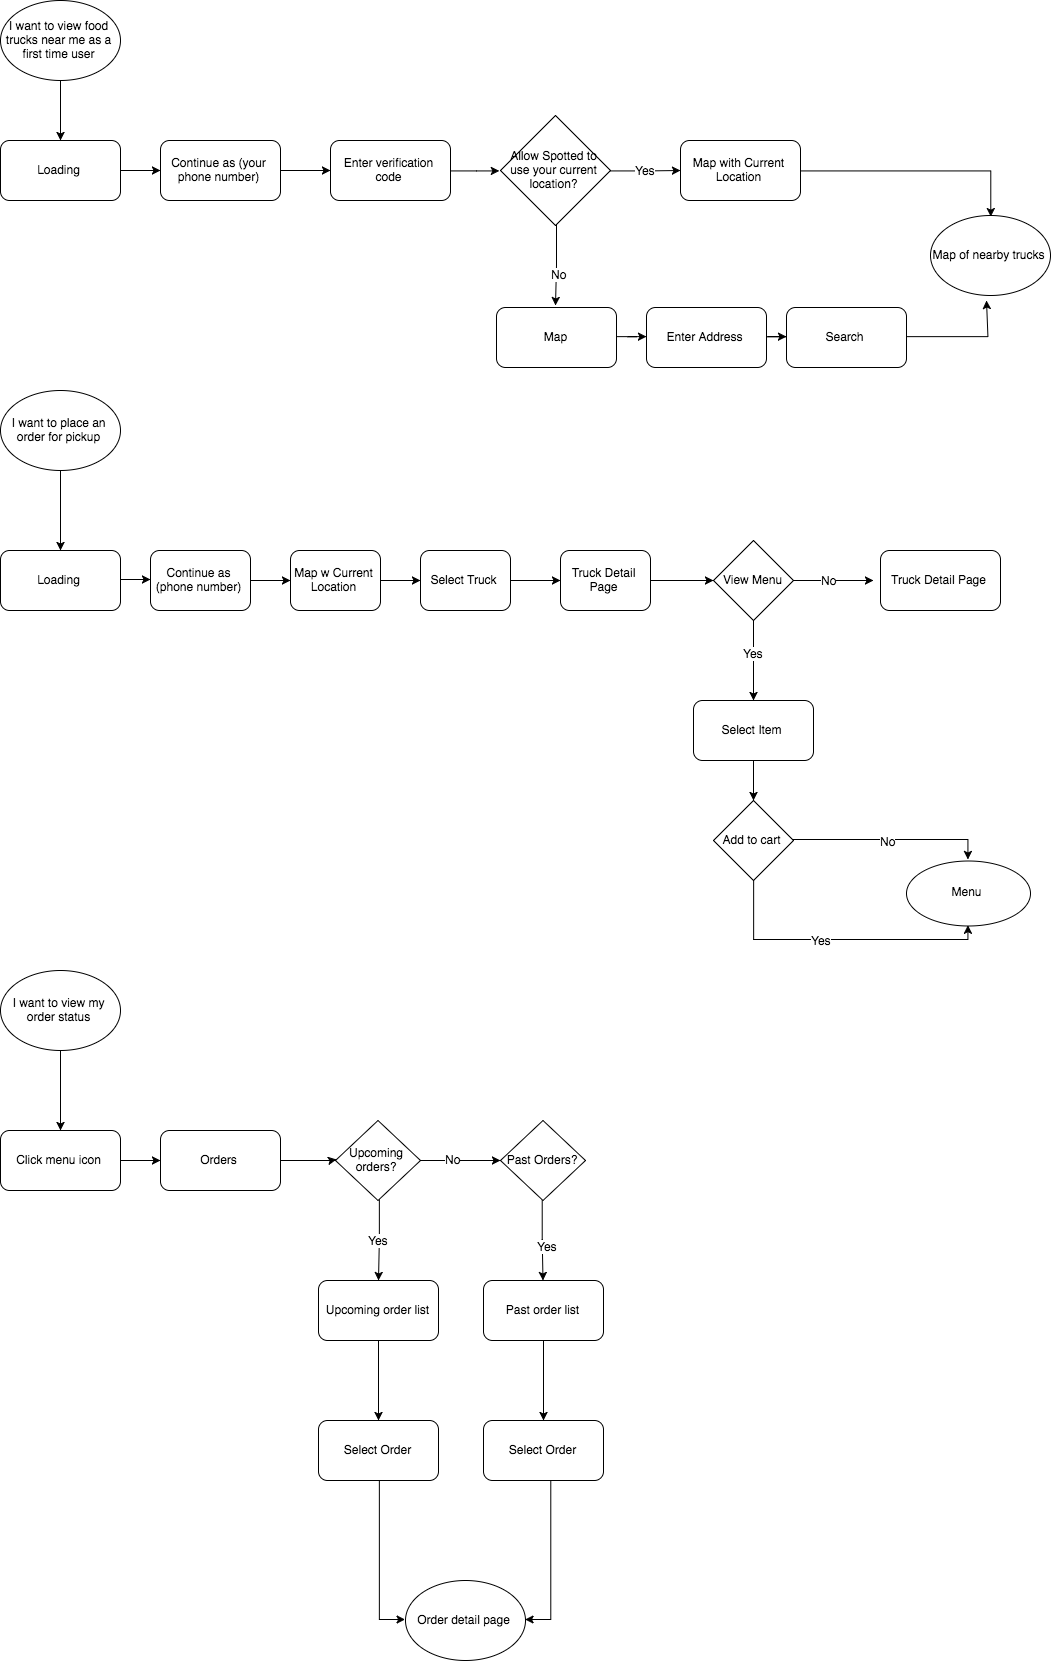 I want to view food
trucks near me as a
first time user
Loading
Continue as (your
phone number)
Enter verification
code
Allow Spotted to
use your current
location?
Yes
Map with Current
Location
Map of nearby trucks
No
Map
Enter Address
Search
I want to place an
order for pickup
Loading
Continue as
(phone number)
Map w Current
Location
Select Truck
Truck Detail
Page
View Menu
No
Truck Detail Page
Yes
Select Item
Add to cart
No
Menu
Yes
I want to view my
order status
Click menu icon
Orders
Upcoming
orders?
No
Past Orders?
Yes
Yes
Upcoming order list
Past order list
Select Order
Select Order
Order detail page